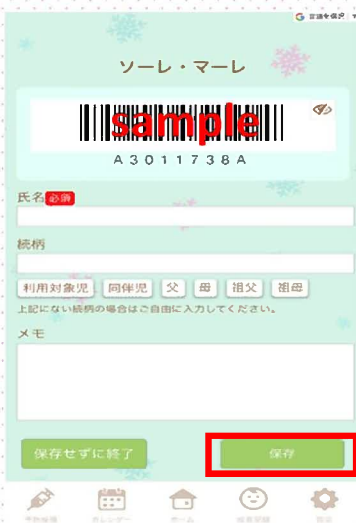 言語を選択
ソーレ・マーレ
sample
A3011738A
氏名 必須
続柄
利用対象児 同伴児 父 母 祖父 祖母
上記にない続柄の場合はご自由に入力してください。
メモ
保存せずに終了 保存
予防接種 カレンダー ホーム 設定